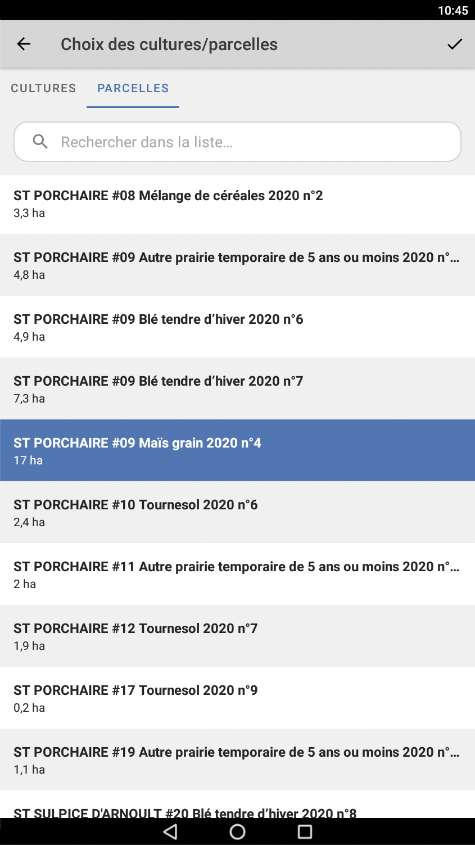 10:45
Choix des cultures/parcelles
CULTURES PARCELLES
Rechercher dans la liste...
ST PORCHAIRE #08 Mélange de céréales 2020 n°2
3,3 ha
ST PORCHAIRE #09 Autre prairie temporaire de 5 ans ou moins 2020 n°...
4,8 ha
ST PORCHAIRE #09 Blé tendre d’hiver 2020 n°6
4,9 ha
ST PORCHAIRE #09 Blé tendre d’hiver 2020 n°7
7,3 ha
ST PORCHAIRE #09 Maïs grain 2020 n°4
17 ha
ST PORCHAIRE #10 Tournesol 2020 n°6
2,4 ha
ST PORCHAIRE #11 Autre prairie temporaire de 5 ans ou moins 2020 n°...
2 ha
ST PORCHAIRE #12 Tournesol 2020 n°7
1,9 ha
ST PORCHAIRE #17 Tournesol 2020 n°9
0,2 ha
ST PORCHAIRE #19 Autre prairie temporaire de 5 ans ou moins 2020 n°...
1,1 ha
ST SULPICE D'ARNOULT #20 Blé tendre d’hiver 2020 n°8